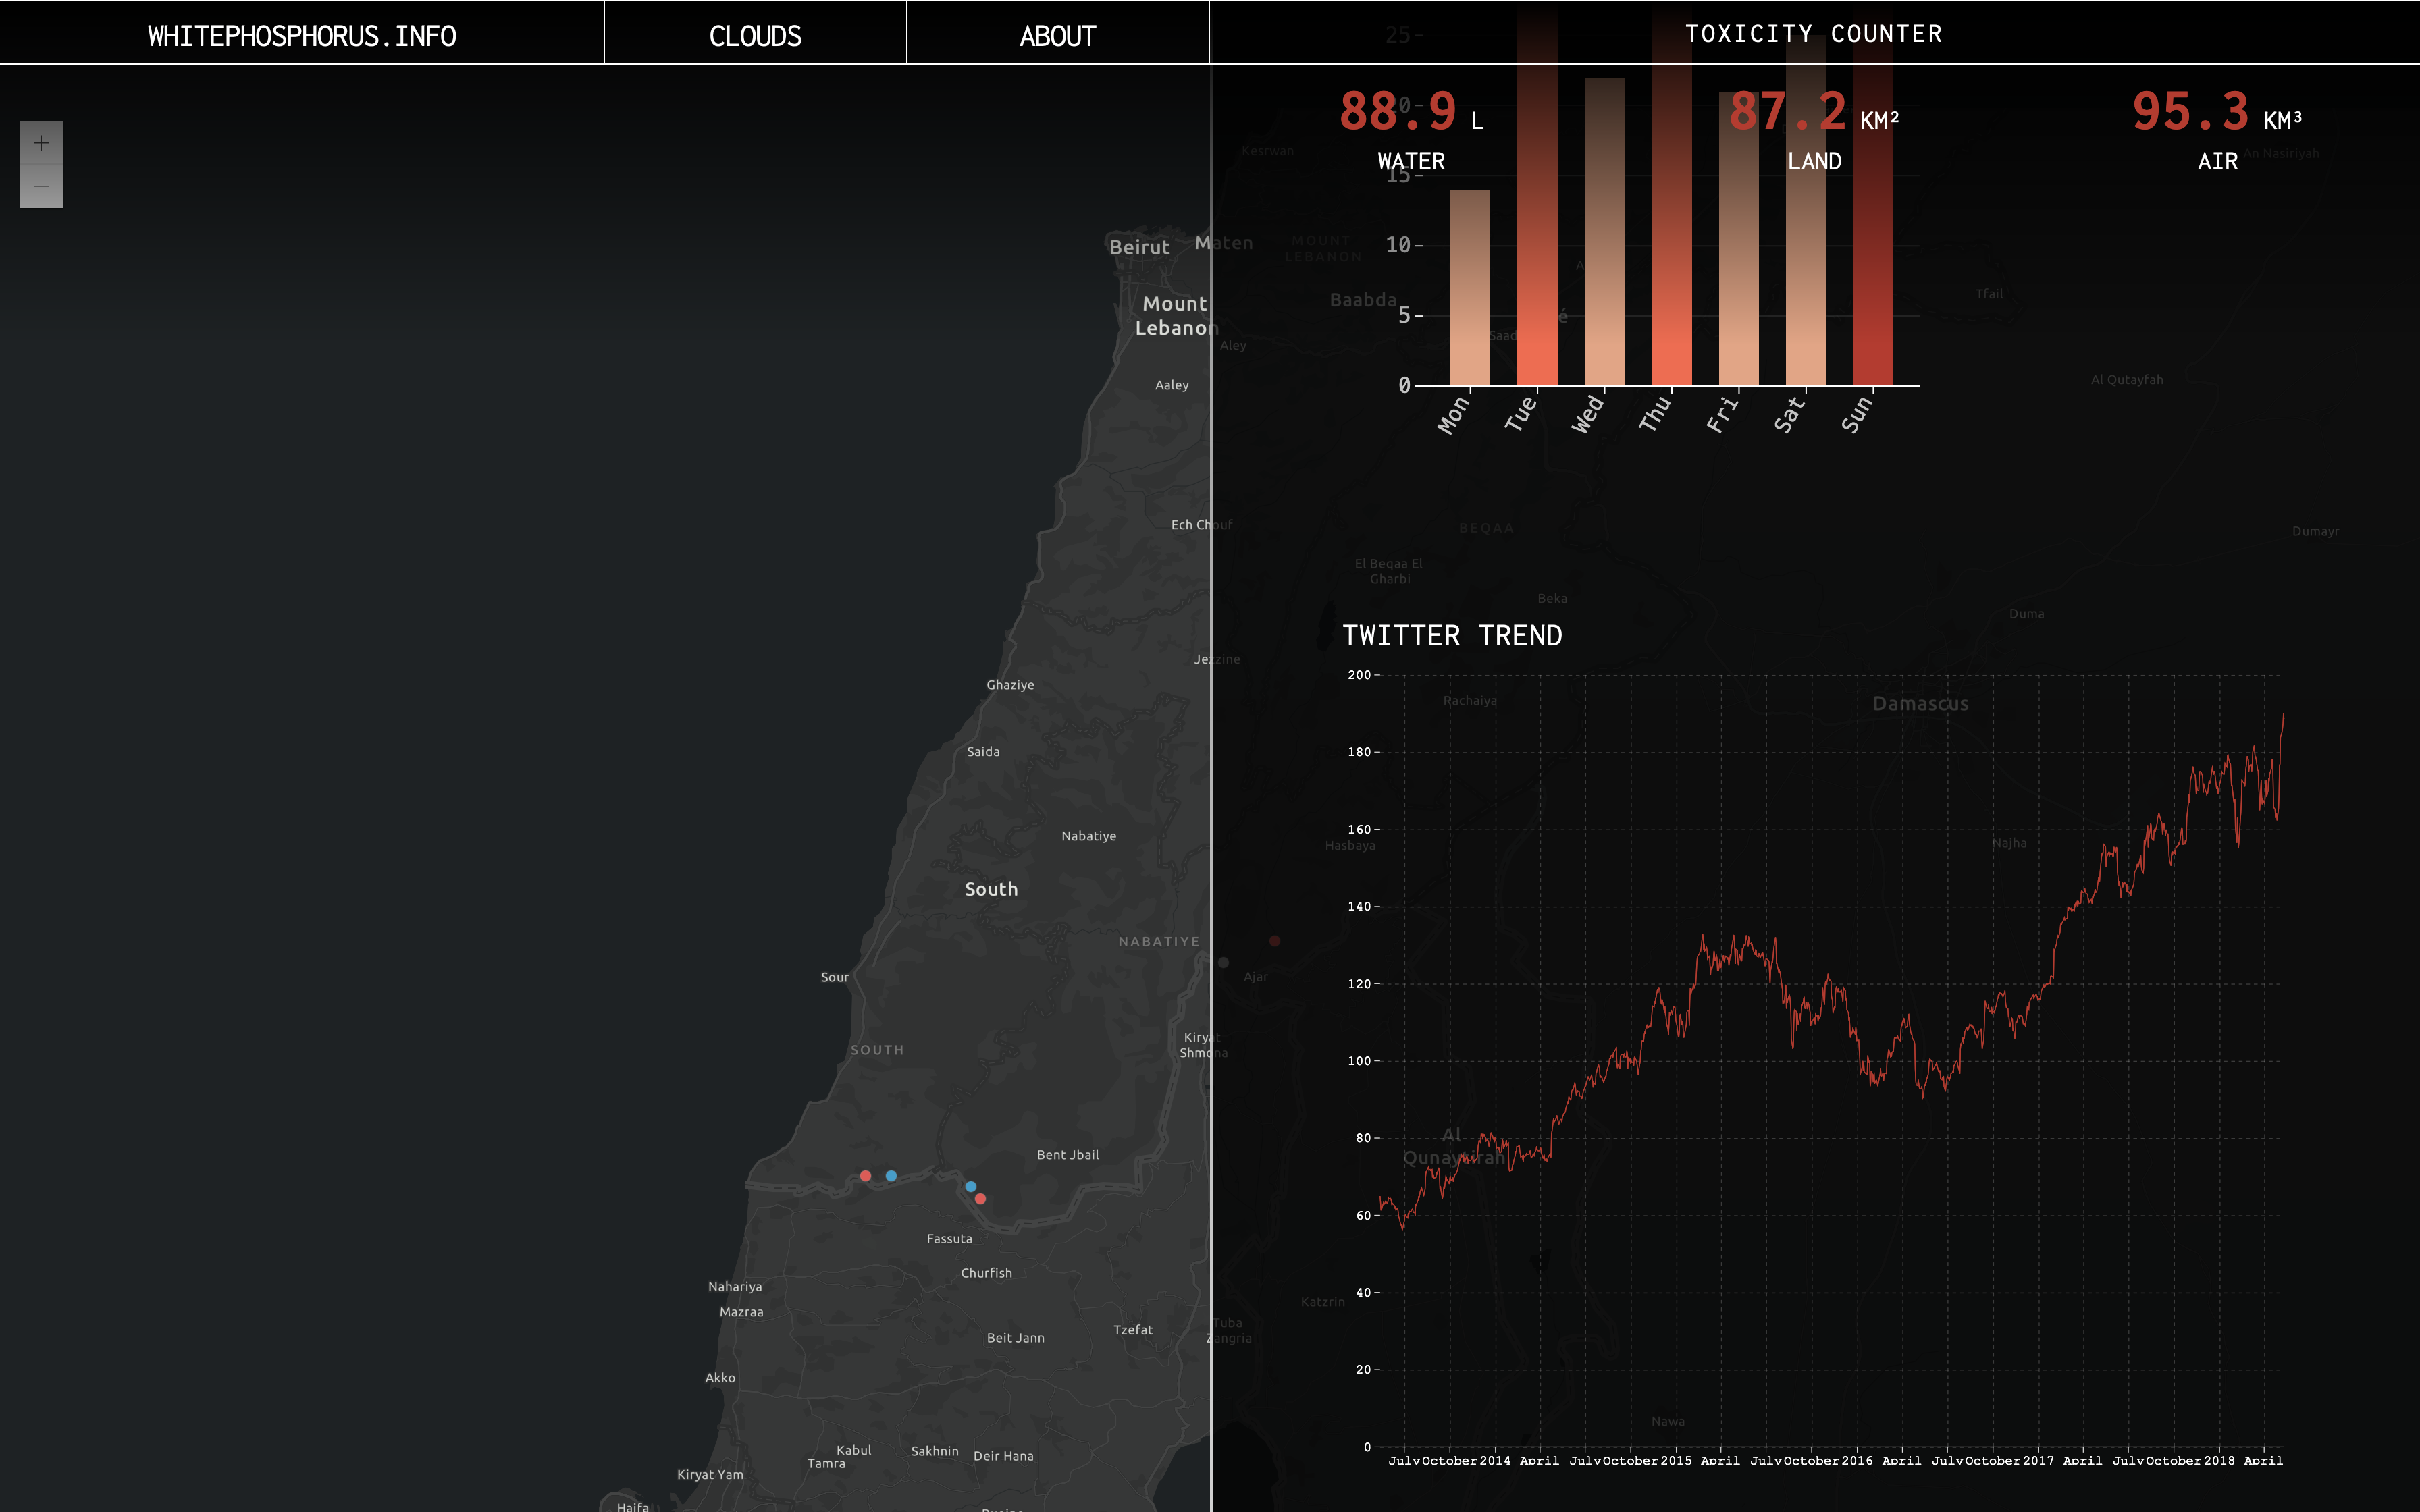 WHITEPHOSPHORUS.INFO
CLOUDS
ABOUT
TOXICITY COUNTER
88.9 L
WATER
87.2 KM²
LAND
95.3 KM³
AIR
+
−
25
20
15
10
5
0
Mon Tue Wed Thu Fri Sat Sun
Kesrwan
An Nasiriyah
Beirut
Maten
MOUNT
LEBANON
Mount
Lebanon
Baabda
Tfail
Aley
Aaley
Al Qutayfah
Ech Chouf
BEQAA
Dumayr
El Beqaa El
Gharbi
Beka
Duma
Jezzine
Ghaziye
Rachaiya
Damascus
Saida
Nabatiye
Hasbaya
Najha
South
NABATIYE
Sour
Ajar
SOUTH
Kiryat
Shmona
Al
Qunaytirah
Bent Jbail
Fassuta
Churfish
Nahariya
Mazraa
Katzrin
Tuba
Zangria
Beit Jann
Tzefat
Akko
Nawa
Kabul
Sakhnin
Deir Hana
Tamra
Kiryat Yam
Haifa
TWITTER TREND
200
180
160
140
120
100
80
60
40
20
0
July October 2014 April July October 2015 April July October 2016 April July October 2017 April July October 2018 April